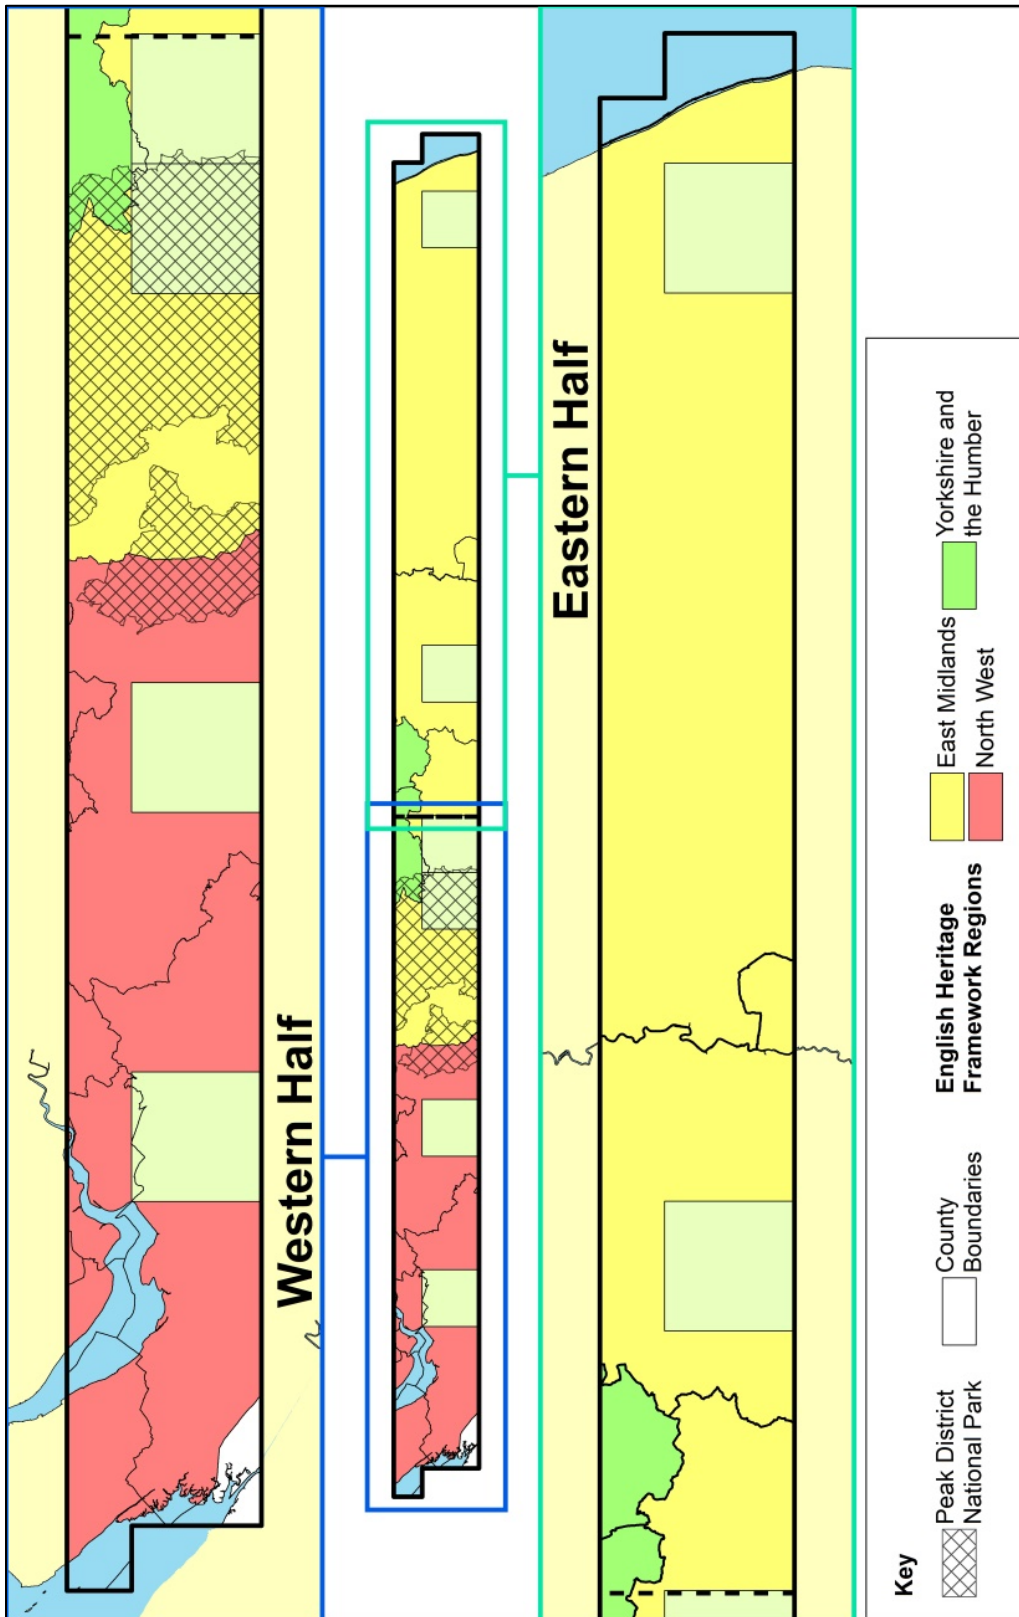 Western Half
Eastern Half
Key
Peak District
National Park
County
Boundaries
English Heritage
Framework Regions
East Midlands
North West
Yorkshire and
the Humber